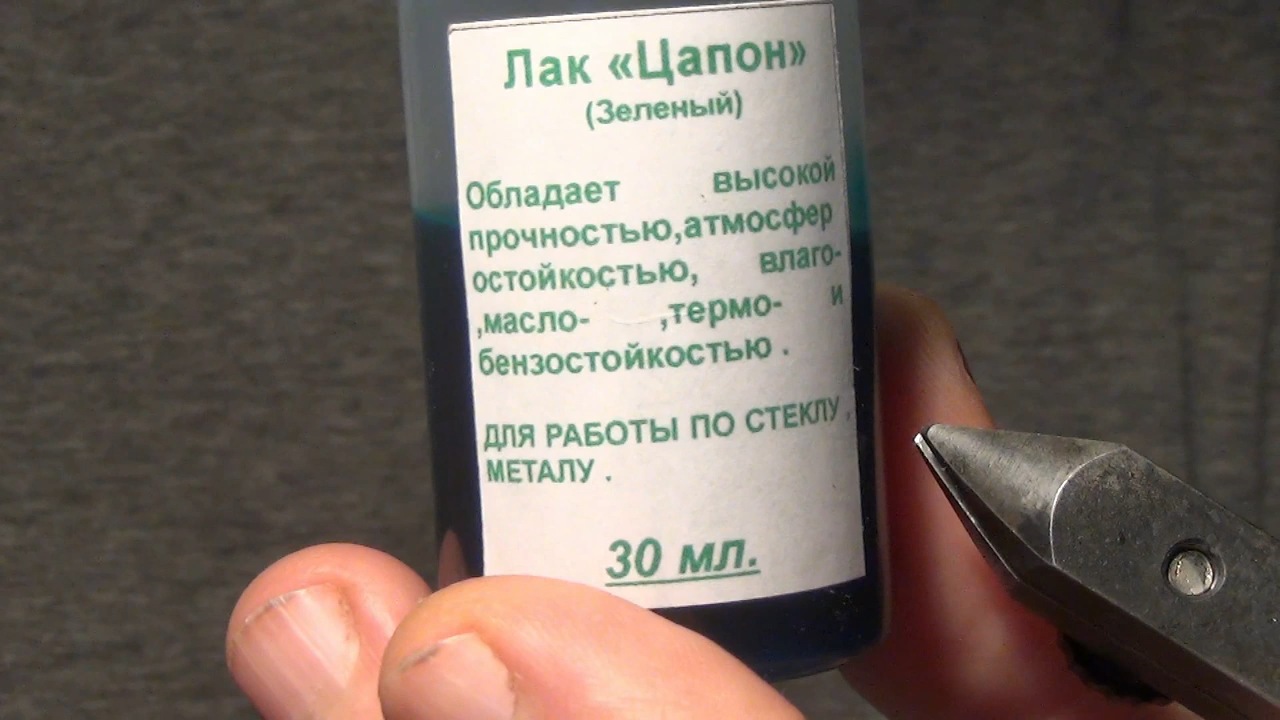 Лак «Цапон»
(Зеленый)
Обладает высокой
прочностью,атмосфер
остойкостью, влаго-
,масло- ,термо- и
бензостойкостью .
ДЛЯ РАБОТЫ ПО СТЕКЛУ ,
МЕТАЛУ .
30 мл.